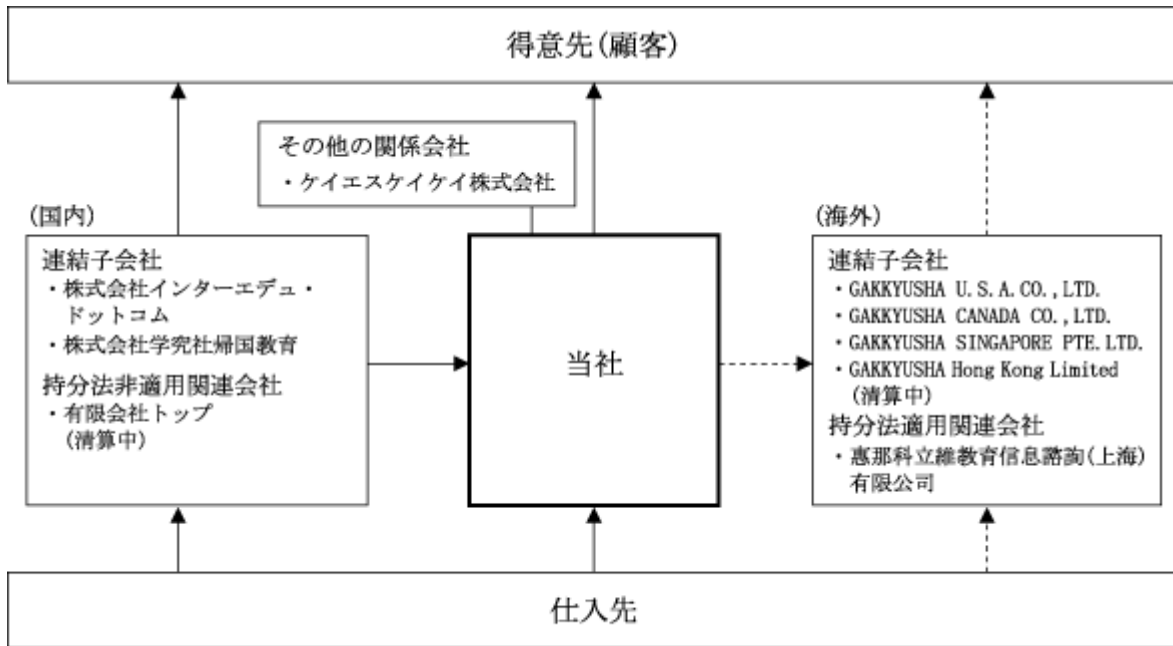 得意先(顧客)
その他の関係会社
・ケイエスケイケイ株式会社
(国内)
連結子会社
・株式会社インターエデュ・
ドットコム
・株式会社学究社帰国教育
持分法非適用関連会社
・有限会社トップ
(清算中)
当社
(海外)
連結子会社
・GAKKYUSHA U.S.A.CO.,LTD.
・GAKKYUSHA CANADA CO.,LTD.
・GAKKYUSHA SINGAPORE PTE.LTD.
・GAKKYUSHA Hong Kong Limited
(清算中)
持分法適用関連会社
・惠那科立維教育信息諮詢(上海)
有限公司
仕入先